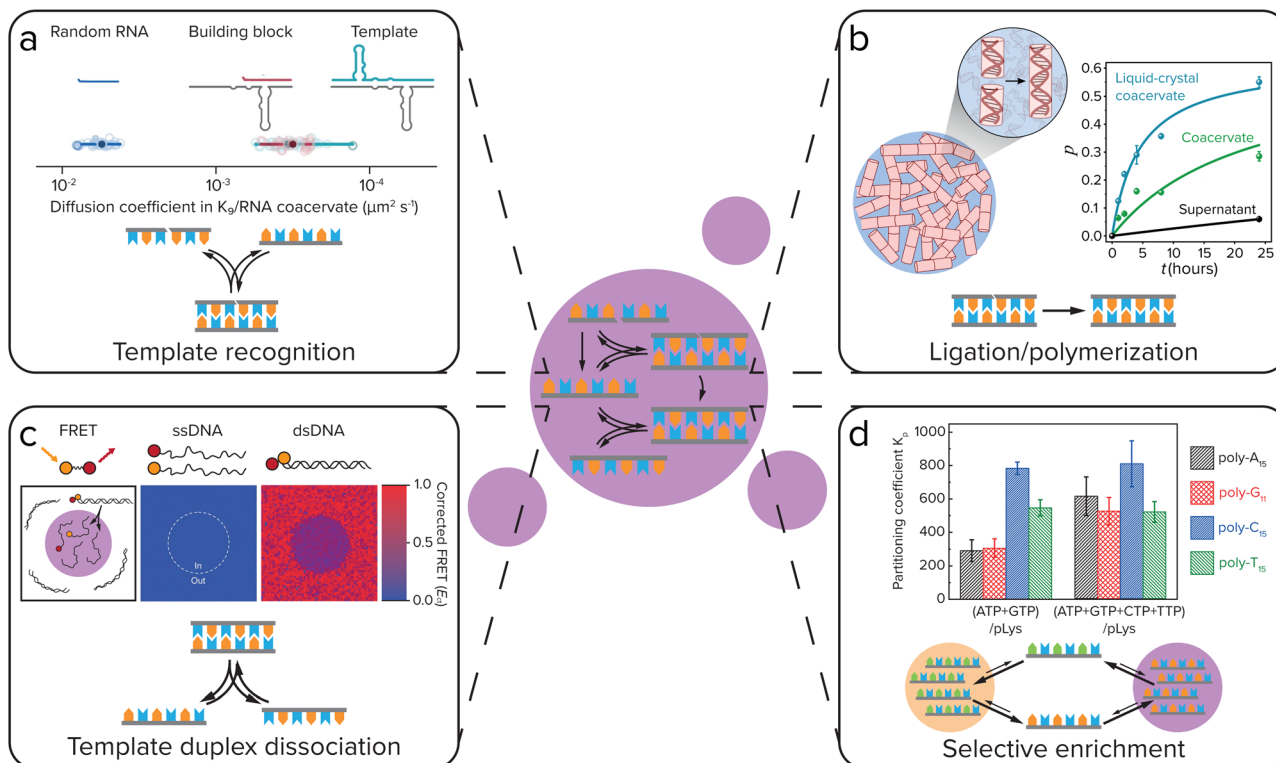 a
Random RNA
Building block
Template
10⁻²
10⁻³
10⁻⁴
Diffusion coefficient in K₉/RNA coacervate (μm² s⁻¹)
Template recognition
b
Liquid-crystal
coacervate
Coacervate
Supernatant
p
0.6
0.5
0.4
0.3
0.2
0.1
0.0
0
5
10
15
20
25
t (hours)
Ligation/polymerization
c
FRET
ssDNA
dsDNA
In
Out
1.0
0.5
0.0
Template duplex dissociation
d
Partitioning coefficient Kₚ
1000
800
600
400
200
0
(ATP+GTP)
/pLys
(ATP+GTP+CTP+TTP)
/pLys
poly-A₁₅
poly-G₁₁
poly-C₁₅
poly-T₁₅
Selective enrichment